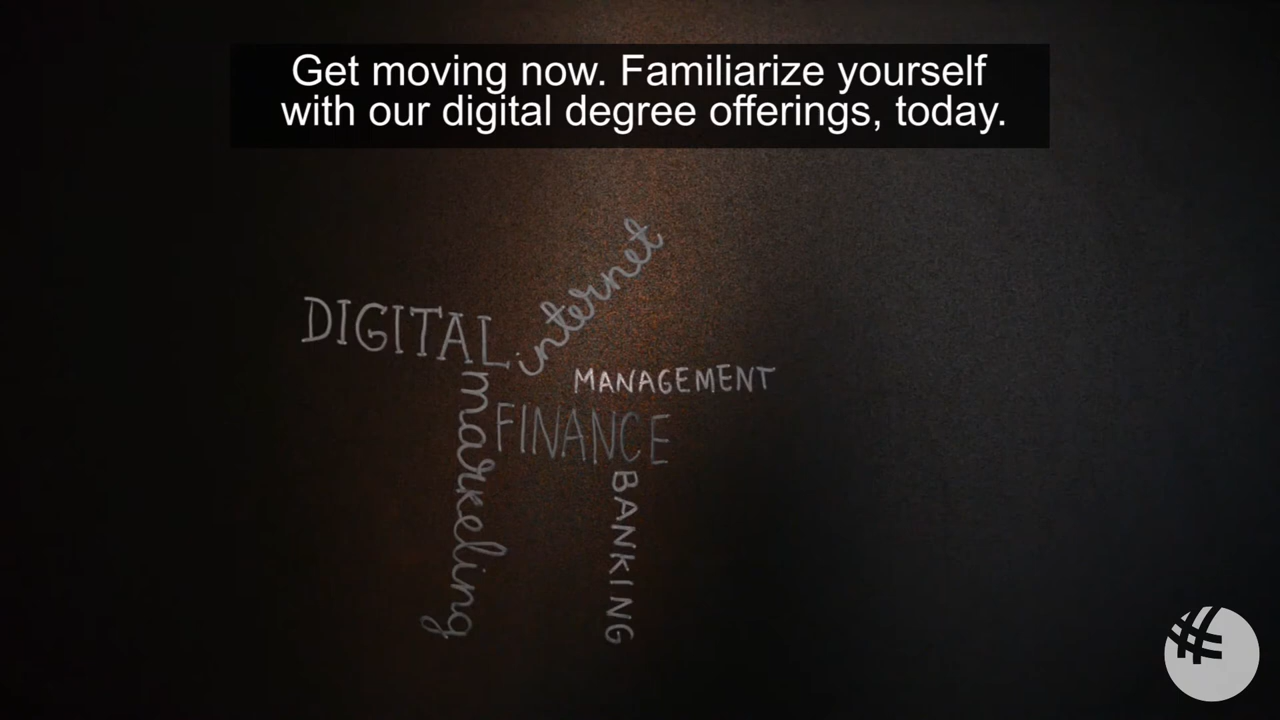 Get moving now. Familiarize yourself
with our digital degree offerings, today.
internet
DIGITAL
MANAGEMENT
marketing
FINANCE
BANKING